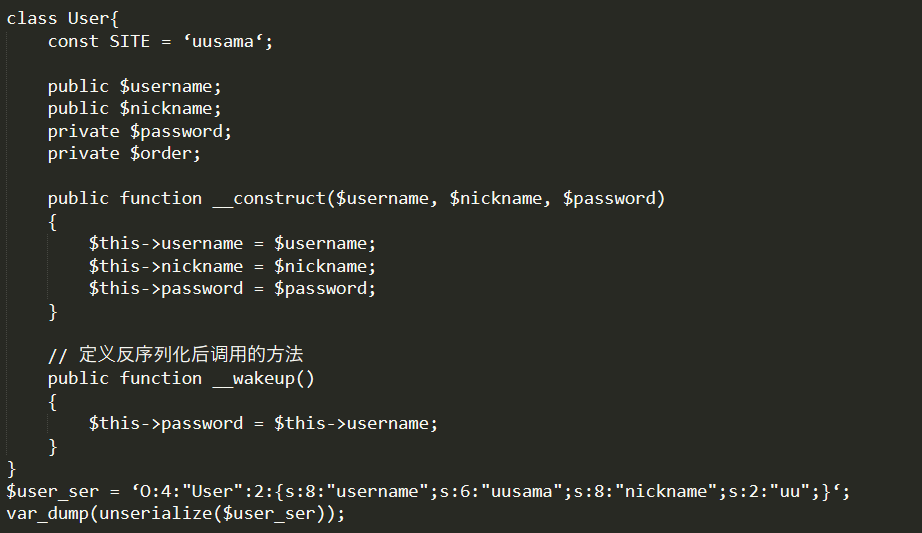 class User{
    const SITE = ‘uusama‘;
    public $username;
    public $nickname;
    private $password;
    private $order;
    public function __construct($username, $nickname, $password)
    {
        $this->username = $username;
        $this->nickname = $nickname;
        $this->password = $password;
    }
    // 定义反序列化后调用的方法
    public function __wakeup()
    {
        $this->password = $this->username;
    }
}
$user_ser = ‘O:4:"User":2:{s:8:"username";s:6:"uusama";s:8:"nickname";s:2:"uu";}‘;
var_dump(unserialize($user_ser));